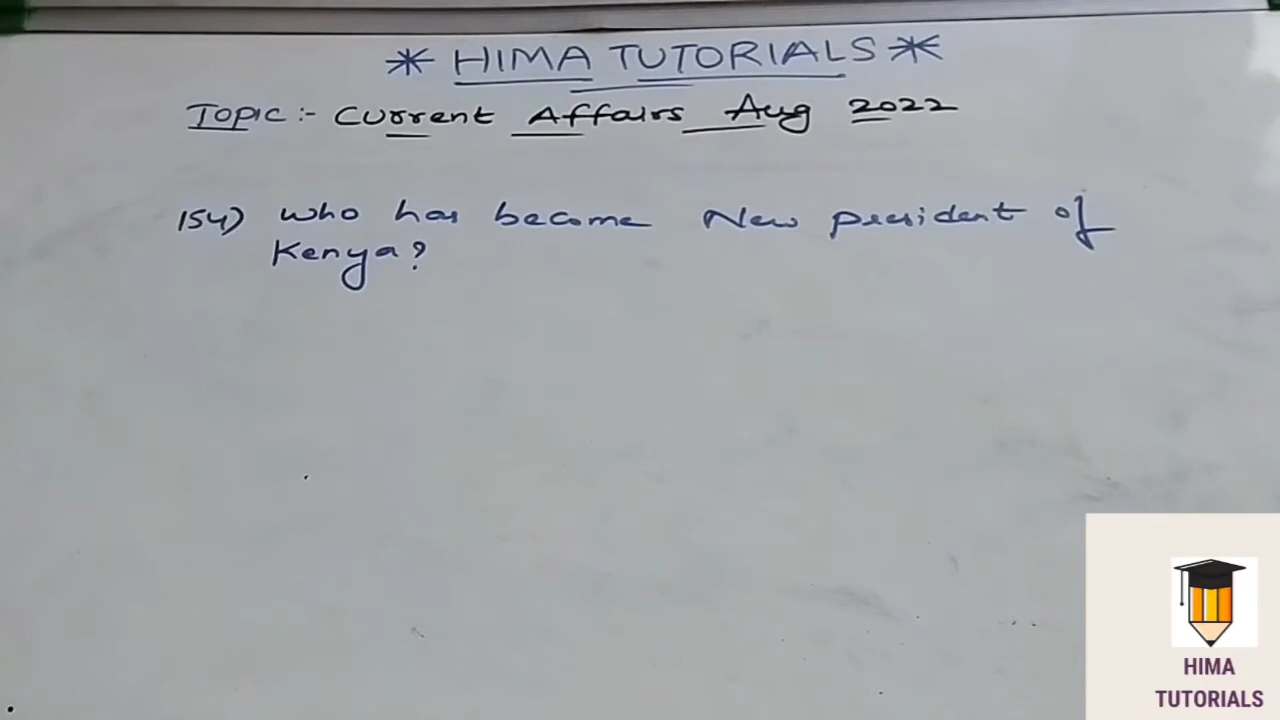 * HIMA TUTORIALS *
TOPIC :- Current Affairs Aug 2022
154) who has become New president of
Kenya?
HIMA
TUTORIALS